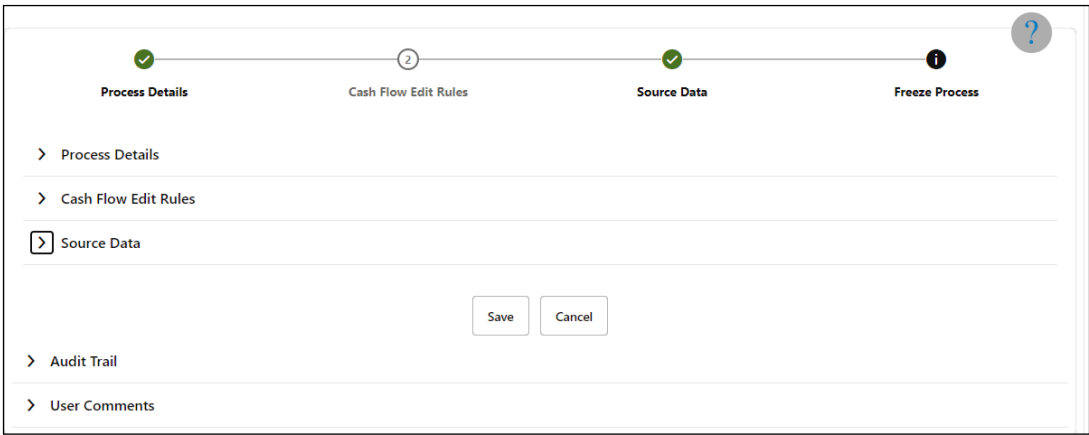 ?
2
Process Details
Cash Flow Edit Rules
Source Data
Freeze Process
Process Details
Cash Flow Edit Rules
Source Data
Save
Cancel
Audit Trail
User Comments